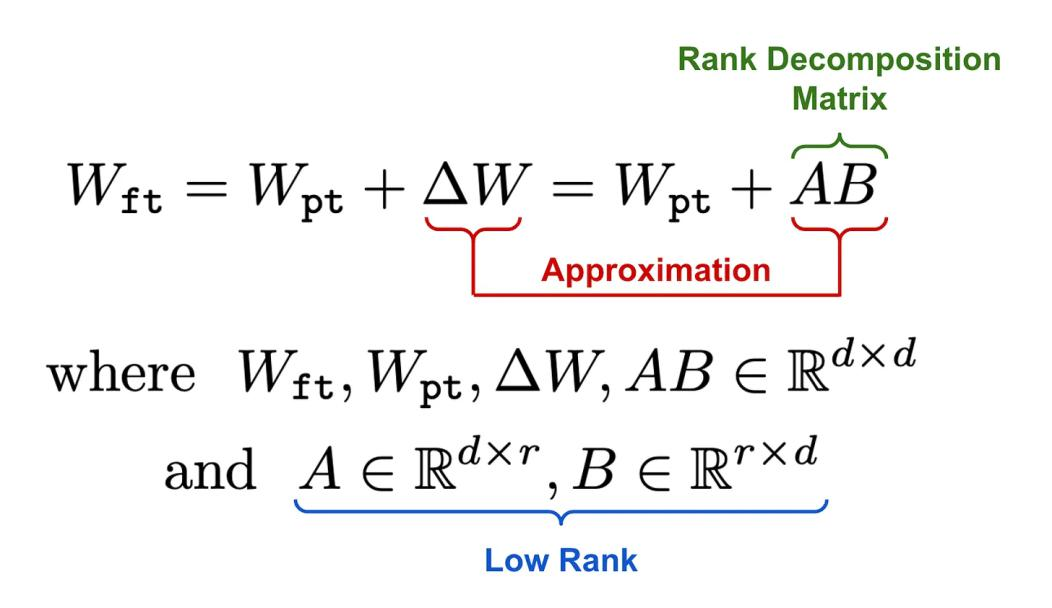 Rank Decomposition
Matrix
W_ft = W_pt + ΔW = W_pt + AB
Approximation
where W_ft, W_pt, ΔW, AB ∈ ℝ^{d×d}
and A ∈ ℝ^{d×r}, B ∈ ℝ^{r×d}
Low Rank